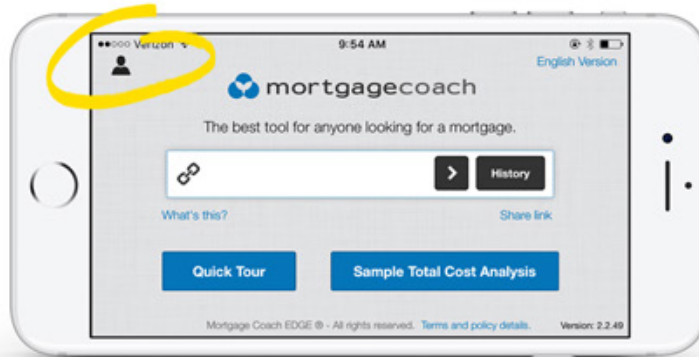 Verizon 9:54 AM
English Version
mortgagecoach
The best tool for anyone looking for a mortgage.
> History
What's this? Share link
Quick Tour Sample Total Cost Analysis
Mortgage Coach EDGE ® - All rights reserved. Terms and policy details. Version: 2.2.49